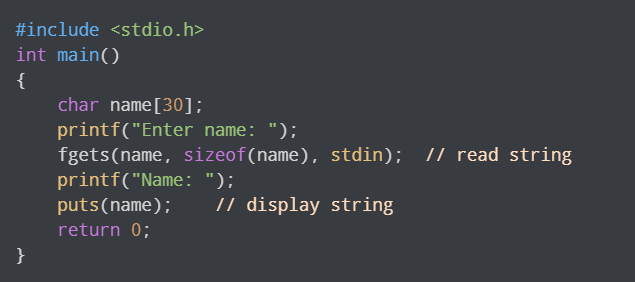 #include <stdio.h>
int main()
{
    char name[30];
    printf("Enter name: ");
    fgets(name, sizeof(name), stdin);  // read string
    printf("Name: ");
    puts(name);    // display string
    return 0;
}